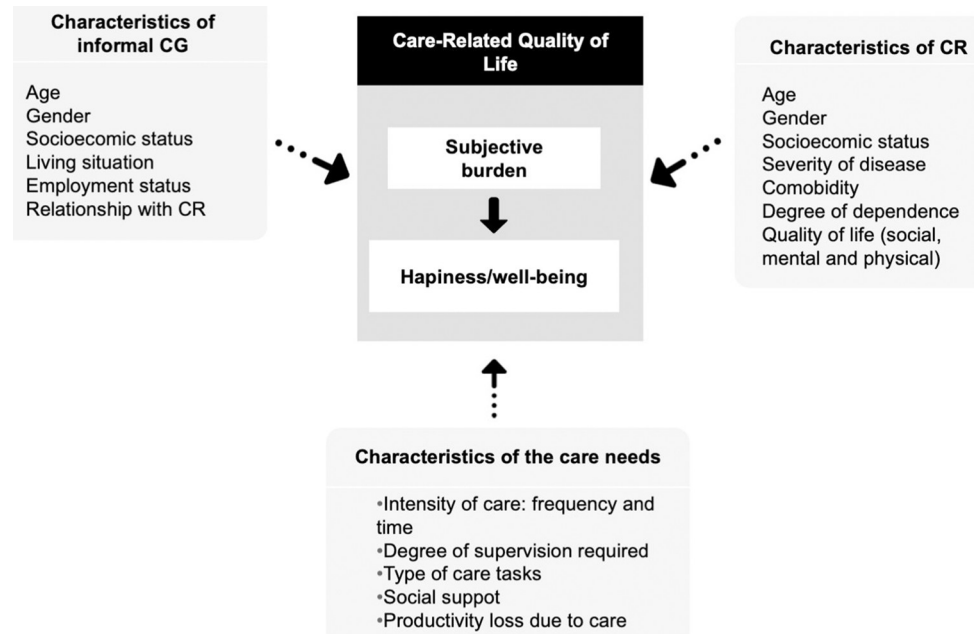 Characteristics of
informal CG
Age
Gender
Socioecomic status
Living situation
Employment status
Relationship with CR
Care-Related Quality of
Life
Subjective
burden
Hapiness/well-being
Characteristics of CR
Age
Gender
Socioecomic status
Severity of disease
Comobidity
Degree of dependence
Quality of life (social,
mental and physical)
Characteristics of the care needs
•Intensity of care: frequency and
time
•Degree of supervision required
•Type of care tasks
•Social suppot
•Productivity loss due to care